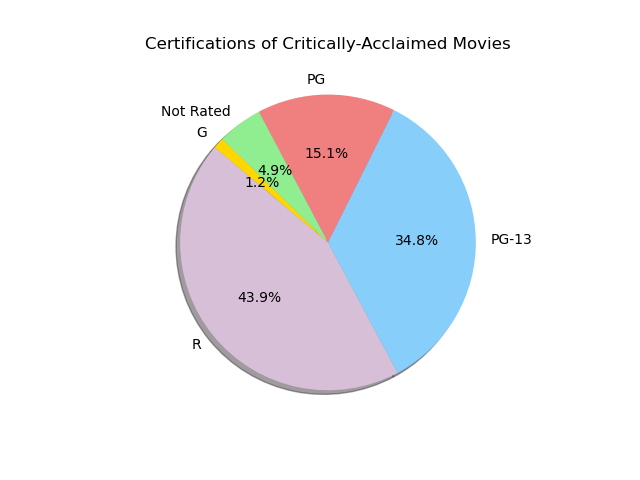 Certifications of Critically-Acclaimed Movies
PG
Not Rated
G
15.1%
4.9%
1.2%
34.8%
PG-13
43.9%
R